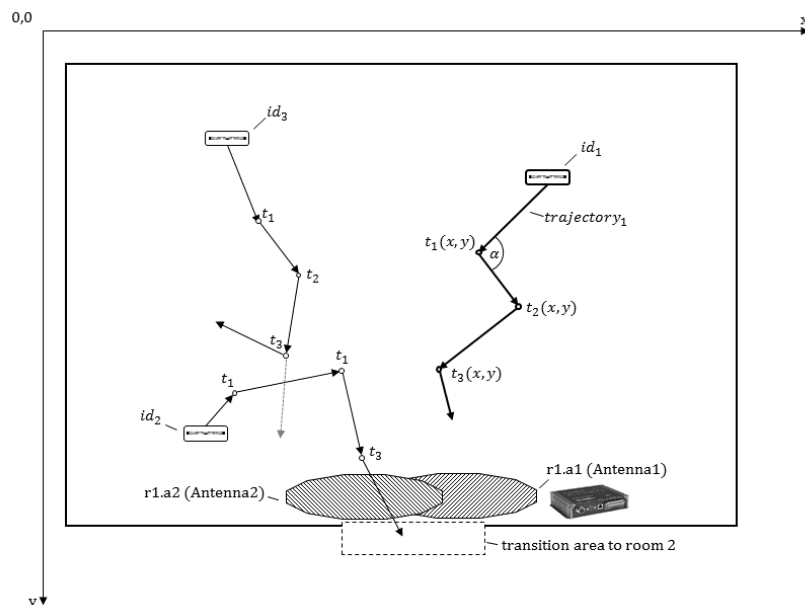 0,0
x
id₃
id₁
trajectory₁
t₁
t₁(x, y)
α
t₂
t₂(x, y)
t₃
t₁
t₃(x, y)
t₁
id₂
t₃
r1.a1 (Antenna1)
r1.a2 (Antenna2)
transition area to room 2
y